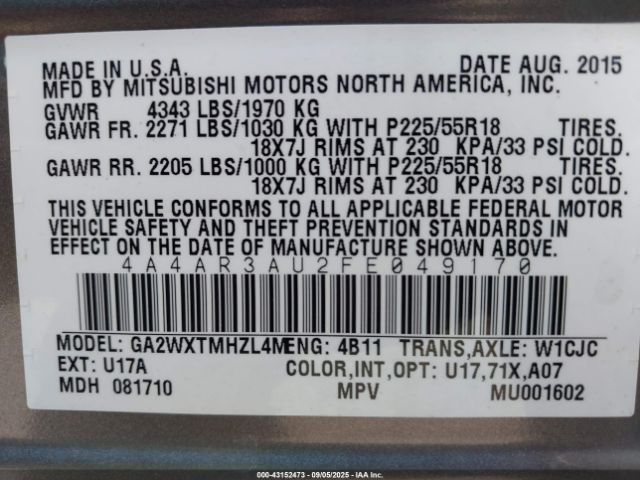 MADE IN U.S.A. DATE AUG. 2015
MFD BY MITSUBISHI MOTORS NORTH AMERICA, INC.
GVWR 4343 LBS/1970 KG
GAWR FR. 2271 LBS/1030 KG WITH P225/55R18 TIRES.
18X7J RIMS AT 230 KPA/33 PSI COLD.
GAWR RR. 2205 LBS/1000 KG WITH P225/55R18 TIRES.
18X7J RIMS AT 230 KPA/33 PSI COLD.
THIS VEHICLE CONFORMS TO ALL APPLICABLE FEDERAL MOTOR
VEHICLE SAFETY AND THEFT PREVENTION STANDARDS IN
EFFECT ON THE DATE OF MANUFACTURE SHOWN ABOVE.
4A4AR3AU2FE049170
MODEL: GA2WXTMHZL4MENG: 4B11 TRANS,AXLE: W1CJC
EXT: U17A COLOR,INT,OPT: U17,71X,A07
MDH 081710 MPV MU001602
000-43152473 - 09/05/2025 - IAA Inc.